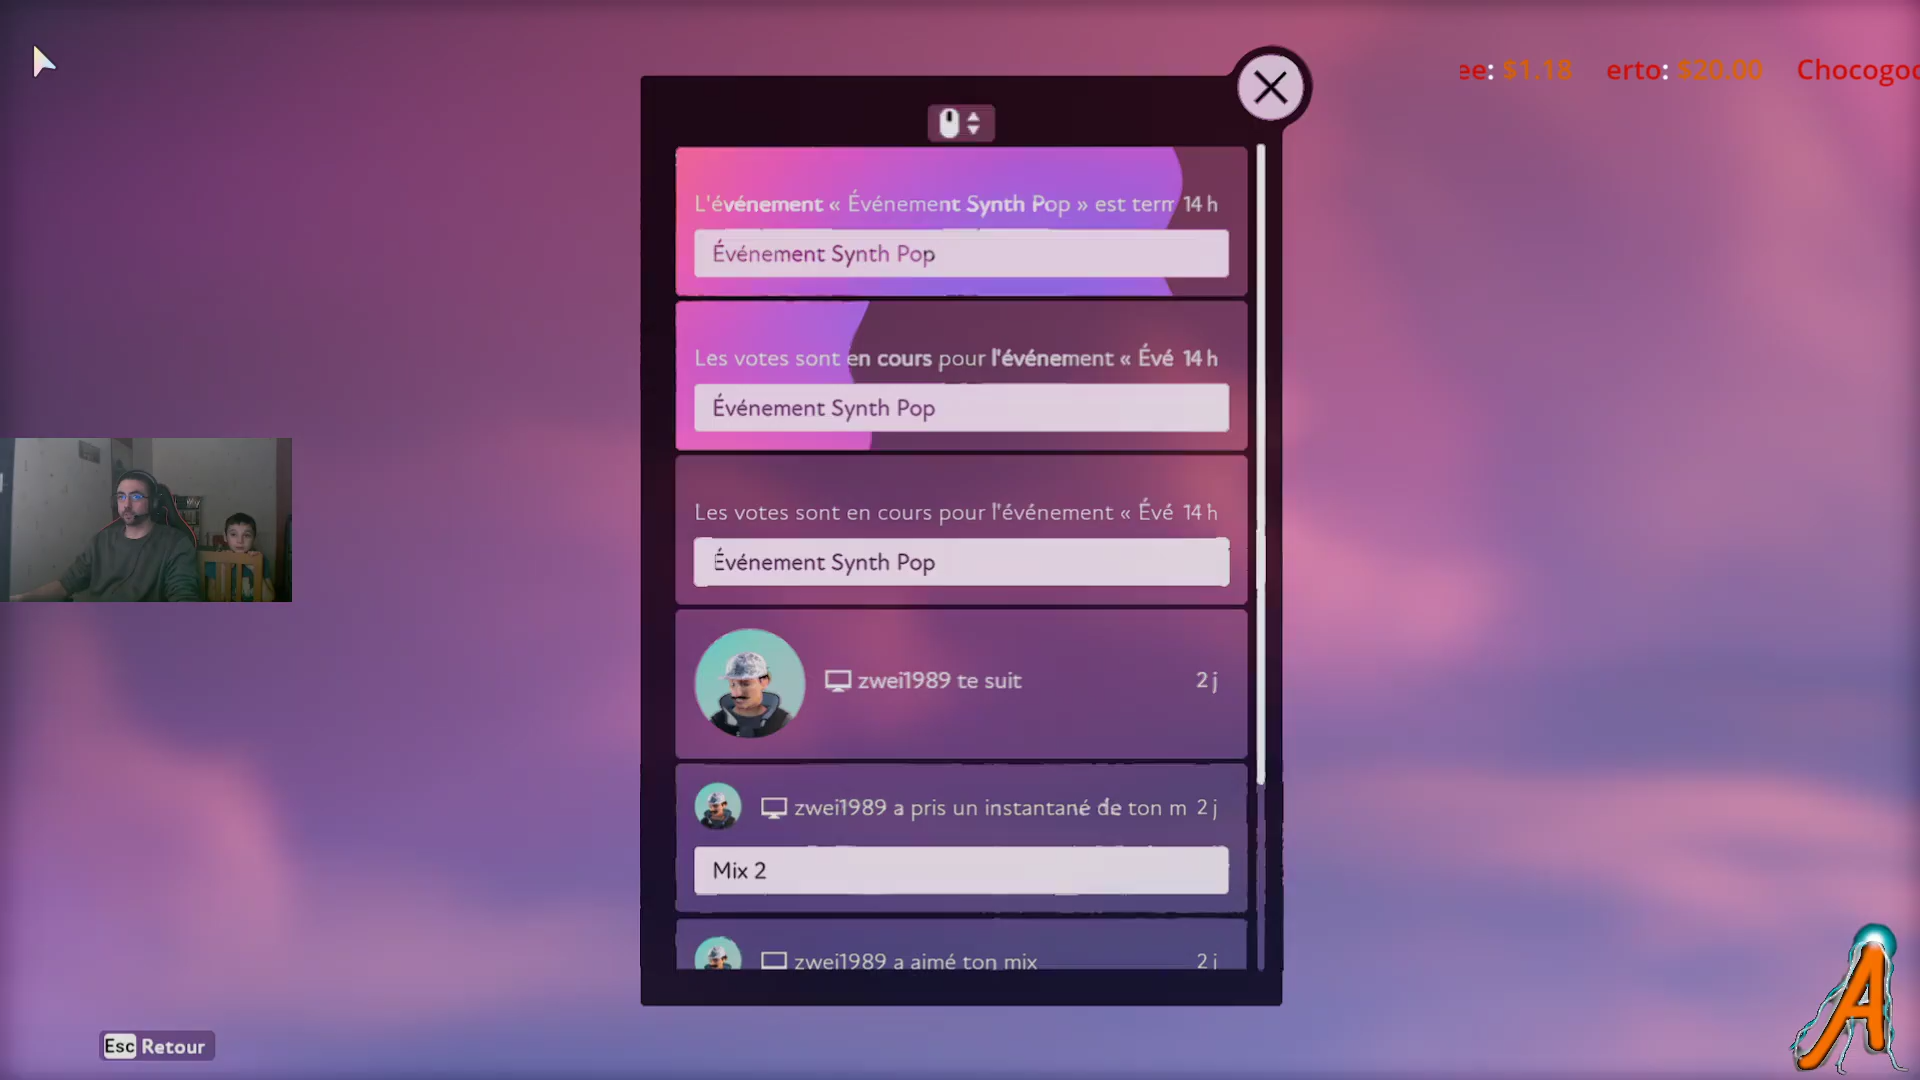 ee: $1.18 erto: $20.00 Chocogoo
L'événement « Événement Synth Pop » est term 14 h
Événement Synth Pop
Les votes sont en cours pour l'événement « Évé 14 h
Événement Synth Pop
Les votes sont en cours pour l'événement « Évé 14 h
Événement Synth Pop
zwei1989 te suit 2 j
zwei1989 a pris un instantané de ton m 2 j
Mix 2
zwei1989 a aimé ton mix 2 j
Esc Retour
A